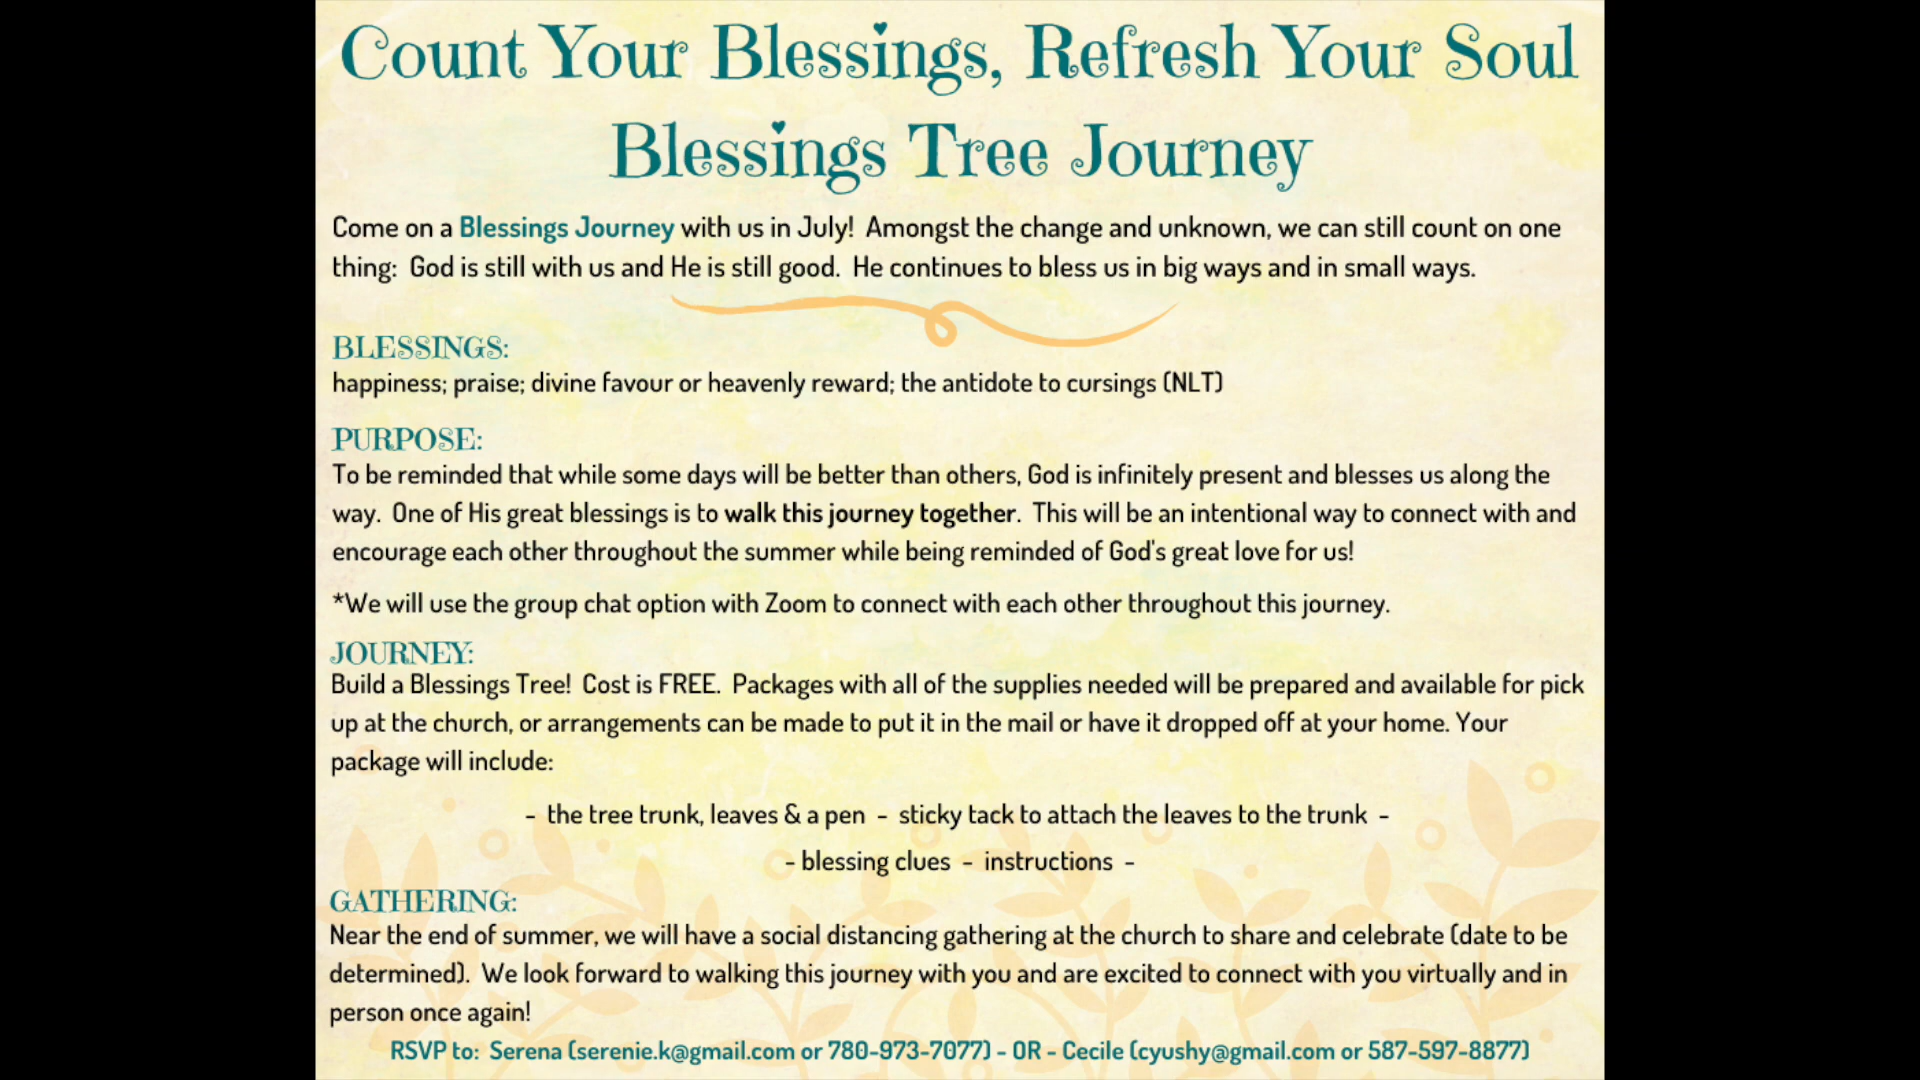 Count Your Blessings, Refresh Your Soul
Blessings Tree Journey
Come on a Blessings Journey with us in July!  Amongst the change and unknown, we can still count on one
thing:  God is still with us and He is still good.  He continues to bless us in big ways and in small ways.
BLESSINGS:
happiness; praise; divine favour or heavenly reward; the antidote to cursings (NLT)
PURPOSE:
To be reminded that while some days will be better than others, God is infinitely present and blesses us along the
way.  One of His great blessings is to walk this journey together.  This will be an intentional way to connect with and
encourage each other throughout the summer while being reminded of God's great love for us!
*We will use the group chat option with Zoom to connect with each other throughout this journey.
JOURNEY:
Build a Blessings Tree!  Cost is FREE.  Packages with all of the supplies needed will be prepared and available for pick
up at the church, or arrangements can be made to put it in the mail or have it dropped off at your home. Your
package will include:
-  the tree trunk, leaves & a pen  -  sticky tack to attach the leaves to the trunk  -
- blessing clues  -  instructions  -
GATHERING:
Near the end of summer, we will have a social distancing gathering at the church to share and celebrate (date to be
determined).  We look forward to walking this journey with you and are excited to connect with you virtually and in
person once again!
RSVP to:  Serena (serenie.k@gmail.com or 780-973-7077) - OR - Cecile (cyushy@gmail.com or 587-597-8877)